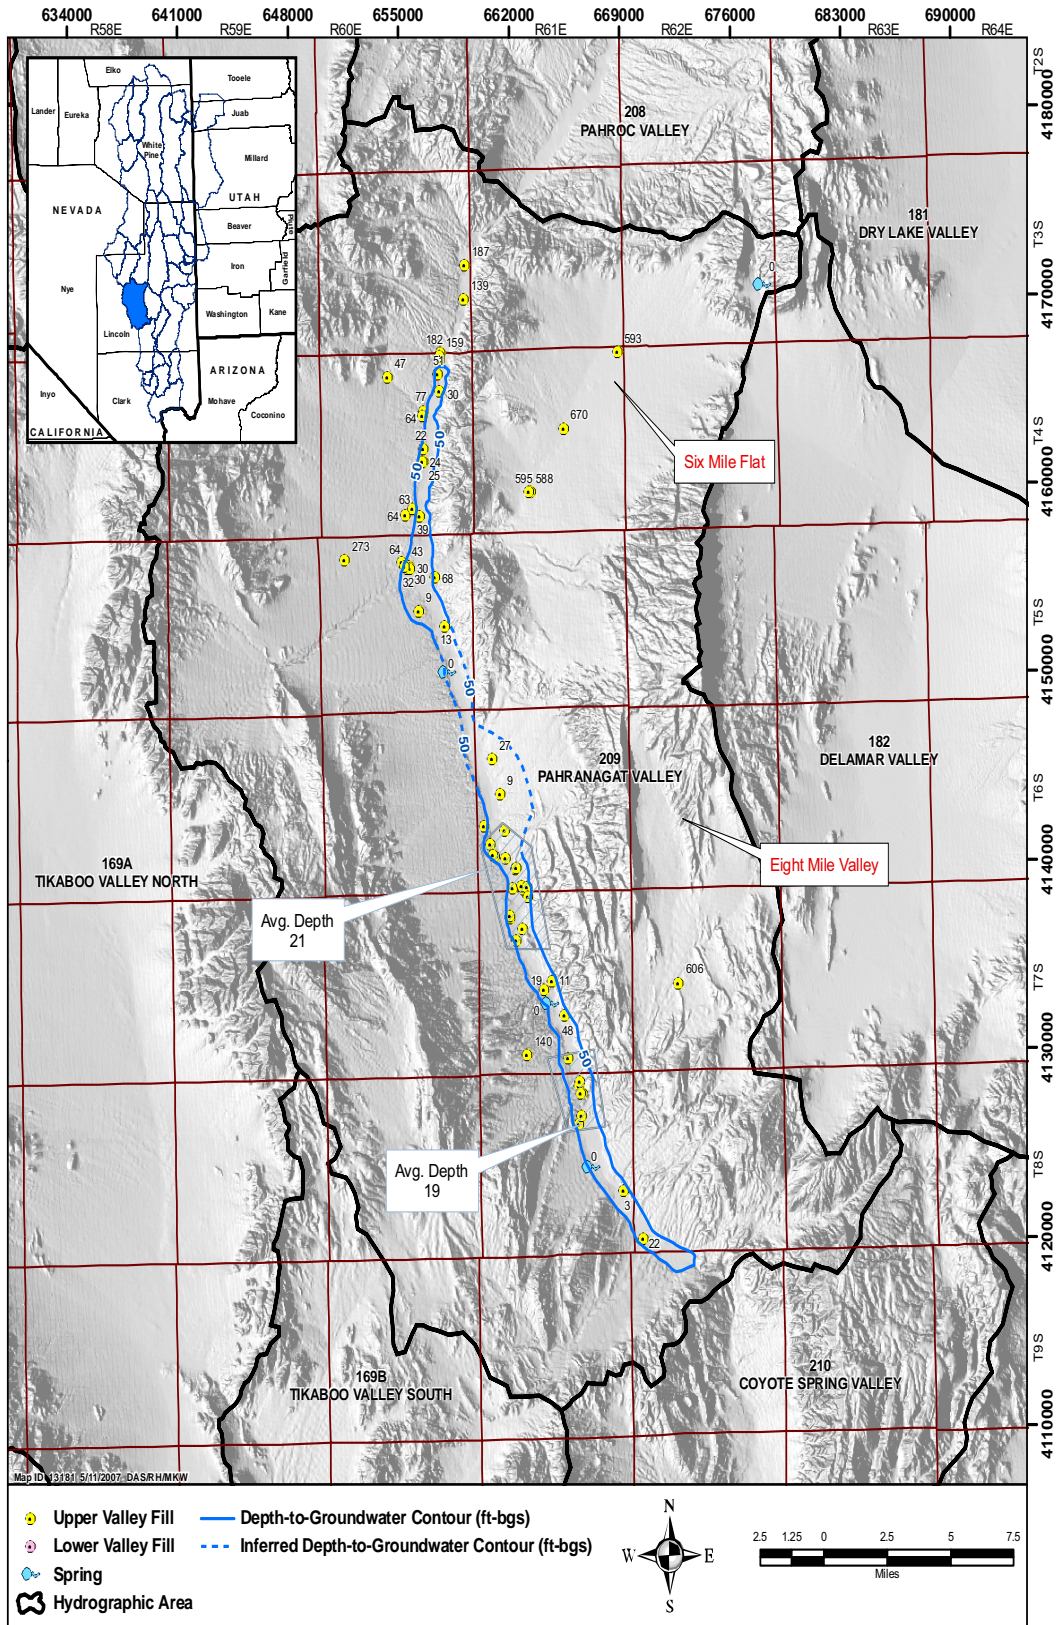 634000 641000 648000 655000 662000 669000 676000 683000 690000
R58E R59E R60E R61E R62E R63E R64E
T2S
4180000
T3S
4170000
T4S
4160000
T5S
4150000
T6S
4140000
T7S
4130000
T8S
4120000
T9S
4110000
Elko
Tooele
Lander
Eureka
Juab
White
Pine
Millard
UTAH
NEVADA
Beaver
Piute
Iron
Garfield
Nye
Washington
Kane
Lincoln
ARIZONA
Inyo
Clark
Mohave
Coconino
CALIFORNIA
208
PAHROC VALLEY
181
DRY LAKE VALLEY
187
0
139
182 159
593
47
51
30
77
64
670
22
50
Six Mile Flat
24
50
25
595 588
63
64
39
273
64
43
30
32 30
68
9
13
0
50
50
27
209
PAHRANAGAT VALLEY
182
DELAMAR VALLEY
9
169A
TIKABOO VALLEY NORTH
Eight Mile Valley
Avg. Depth
21
19
11
606
0
48
140
50
Avg. Depth
19
0
3
22
169B
TIKABOO VALLEY SOUTH
210
COYOTE SPRING VALLEY
Map ID 13181 5/11/2007 DAS/RH/MKW
Upper Valley Fill
Lower Valley Fill
Spring
Hydrographic Area
Depth-to-Groundwater Contour (ft-bgs)
Inferred Depth-to-Groundwater Contour (ft-bgs)
N
W E
S
2.5 1.25 0 2.5 5 7.5
Miles